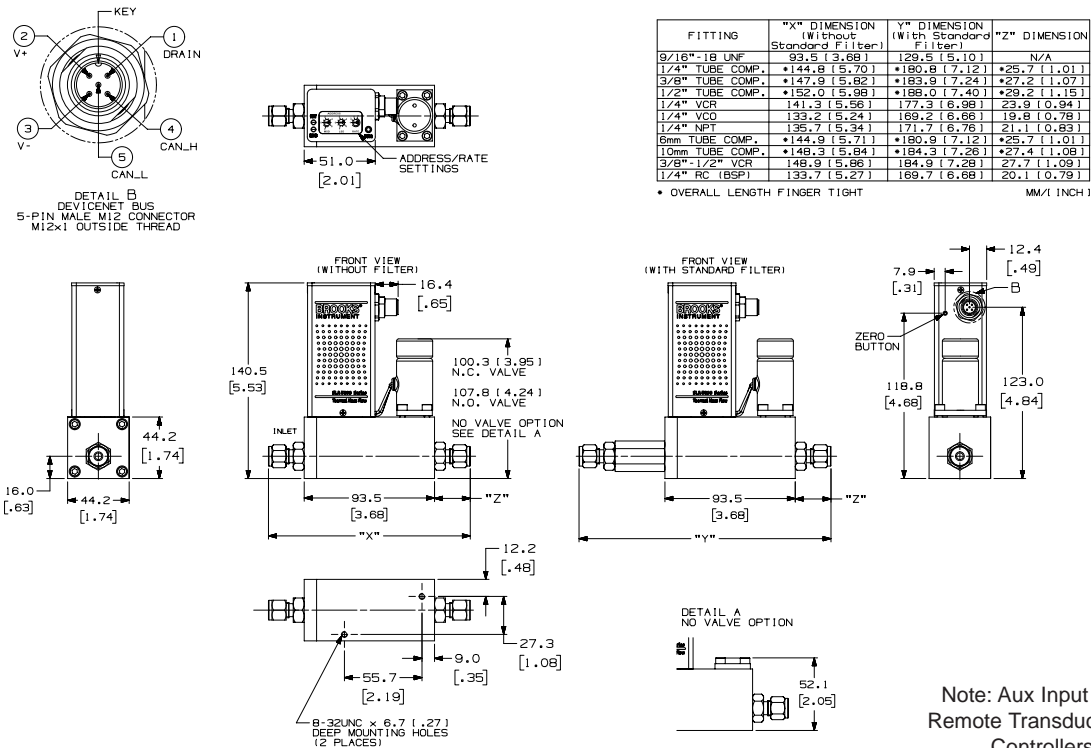 KEY
2
V+
1
DRAIN
3
V-
4
CAN_H
5
CAN_L
DETAIL B
DEVICENET BUS
5-PIN MALE M12 CONNECTOR
M12x1 OUTSIDE THREAD
51.0
[2.01]
ADDRESS/RATE
SETTINGS
FITTING "X" DIMENSION (Without Standard Filter) Y" DIMENSION (With Standard Filter) "Z" DIMENSION
9/16"-18 UNF 93.5 [3.68] 129.5 [5.10] N/A
1/4" TUBE COMP. *144.8 [5.70] *180.8 [7.12] *25.7 [1.01]
3/8" TUBE COMP. *147.9 [5.82] *183.9 [7.24] *27.2 [1.07]
1/2" TUBE COMP. *152.0 [5.98] *188.0 [7.40] *29.2 [1.15]
1/4" VCR 141.3 [5.56] 177.3 [6.98] 23.9 [0.94]
1/4" VCO 133.2 [5.24] 169.2 [6.66] 19.8 [0.78]
1/4" NPT 135.7 [5.34] 171.7 [6.76] 21.1 [0.83]
6mm TUBE COMP. *144.9 [5.71] *180.9 [7.12] *25.7 [1.01]
10mm TUBE COMP. *148.3 [5.84] *184.3 [7.26] *27.4 [1.08]
3/8"-1/2" VCR 148.9 [5.86] 184.9 [7.28] 27.7 [1.09]
1/4" RC (BSP) 133.7 [5.27] 169.7 [6.68] 20.1 [0.79]
* OVERALL LENGTH FINGER TIGHT MM/[INCH]
44.2
[1.74]
16.0
[.63]
44.2
[1.74]
FRONT VIEW
(WITHOUT FILTER)
16.4
[.65]
BROOKS
INSTRUMENT
Thermal Mass Flow
140.5
[5.53]
100.3 [3.95]
N.C. VALVE
107.8 [4.24]
N.O. VALVE
NO VALVE OPTION
SEE DETAIL A
INLET
93.5
[3.68]
"Z"
"X"
FRONT VIEW
(WITH STANDARD FILTER)
BROOKS
INSTRUMENT
Thermal Mass Flow
93.5
[3.68]
"Z"
"Y"
12.4
[.49]
7.9
[.31]
B
ZERO
BUTTON
118.8
[4.68]
123.0
[4.84]
12.2
[.48]
27.3
[1.08]
9.0
[.35]
55.7
[2.19]
8-32UNC x 6.7 [.27]
DEEP MOUNTING HOLES
(2 PLACES)
DETAIL A
NO VALVE OPTION
52.1
[2.05]
Note: Aux Input
Remote Transduc
Controllers